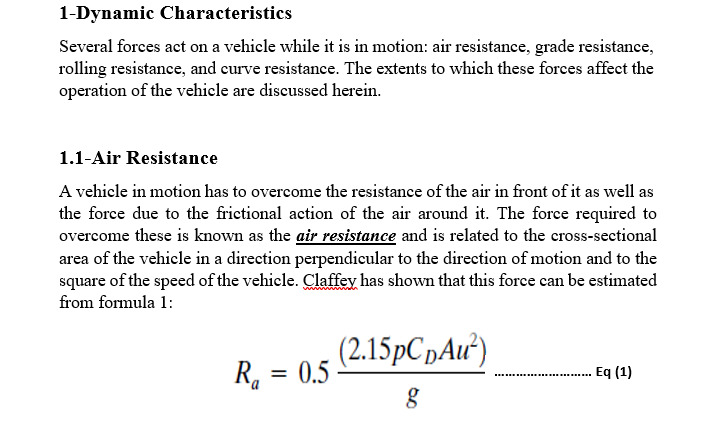 1-Dynamic Characteristics
Several forces act on a vehicle while it is in motion: air resistance, grade resistance,
rolling resistance, and curve resistance. The extents to which these forces affect the
operation of the vehicle are discussed herein.
1.1-Air Resistance
A vehicle in motion has to overcome the resistance of the air in front of it as well as
the force due to the frictional action of the air around it. The force required to
overcome these is known as the air resistance and is related to the cross-sectional
area of the vehicle in a direction perpendicular to the direction of motion and to the
square of the speed of the vehicle. Claffey has shown that this force can be estimated
from formula 1:
Rₐ = 0.5 (2.15pC_DAu²) / g ............................ Eq (1)